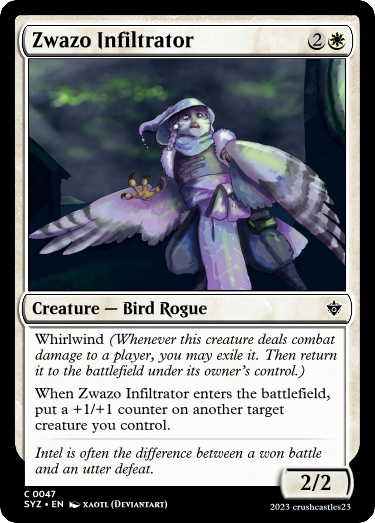 Zwazo Infiltrator 2
Creature — Bird Rogue
Whirlwind (Whenever this creature deals combat
damage to a player, you may exile it. Then return
it to the battlefield under its owner's control.)
When Zwazo Infiltrator enters the battlefield,
put a +1/+1 counter on another target
creature you control.
Intel is often the difference between a won battle
and an utter defeat.
2/2
C 0047
SYZ • EN XAOTL (DEVIANTART)
2023 crushcastles23